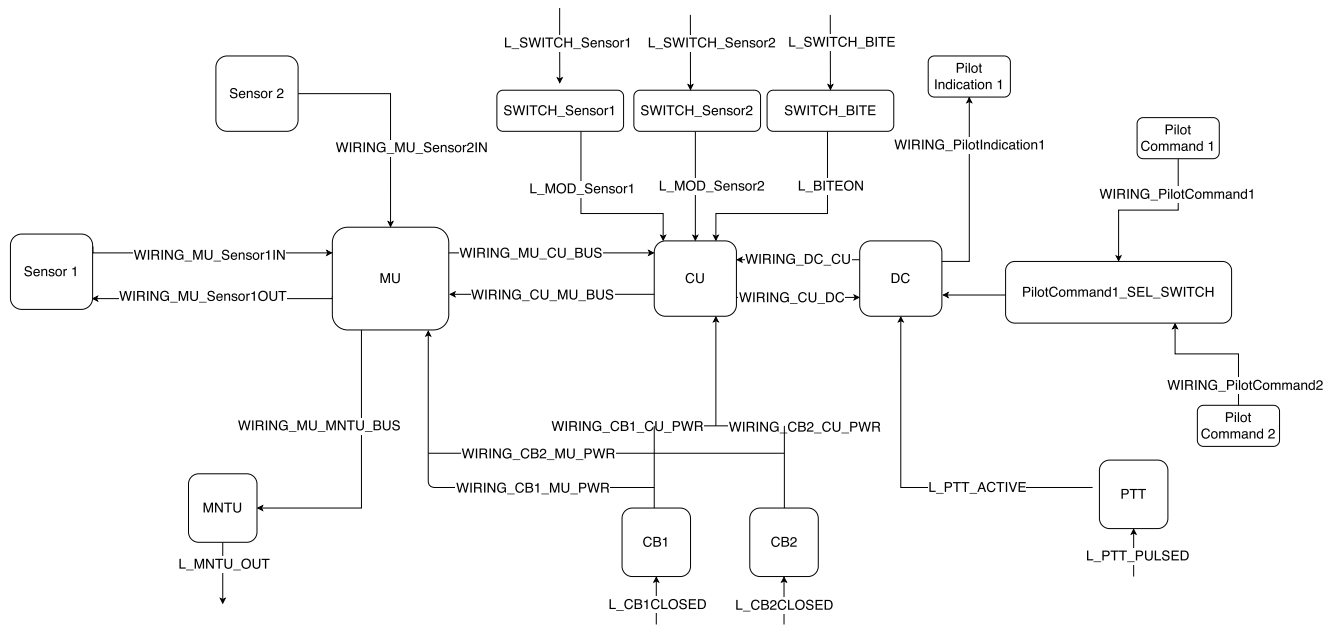 L_SWITCH_Sensor1
L_SWITCH_Sensor2
L_SWITCH_BITE
Pilot
Indication 1
Sensor 2
SWITCH_Sensor1
SWITCH_Sensor2
SWITCH_BITE
Pilot
Command 1
WIRING_MU_Sensor2IN
WIRING_PilotIndication1
L_MOD_Sensor1
L_MOD_Sensor2
L_BITEON
WIRING_PilotCommand1
Sensor 1
WIRING_MU_Sensor1IN
WIRING_MU_Sensor1OUT
MU
WIRING_MU_CU_BUS
WIRING_CU_MU_BUS
CU
WIRING_DC_CU
WIRING_CU_DC
DC
PilotCommand1_SEL_SWITCH
WIRING_PilotCommand2
Pilot
Command 2
WIRING_MU_MNTU_BUS
WIRING_CB1_CU_PWR
WIRING_CB2_CU_PWR
WIRING_CB2_MU_PWR
WIRING_CB1_MU_PWR
L_PTT_ACTIVE
PTT
MNTU
CB1
CB2
L_MNTU_OUT
L_PTT_PULSED
L_CB1CLOSED
L_CB2CLOSED